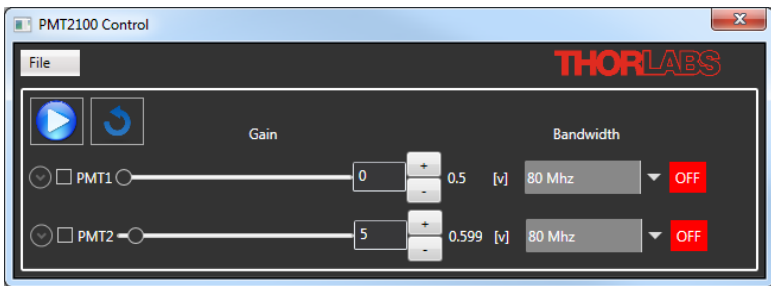 PMT2100 Control
x
File
THORLABS
Gain
Bandwidth
PMT1 0 + - 0.5 [v] 80 Mhz OFF
PMT2 5 + - 0.599 [v] 80 Mhz OFF